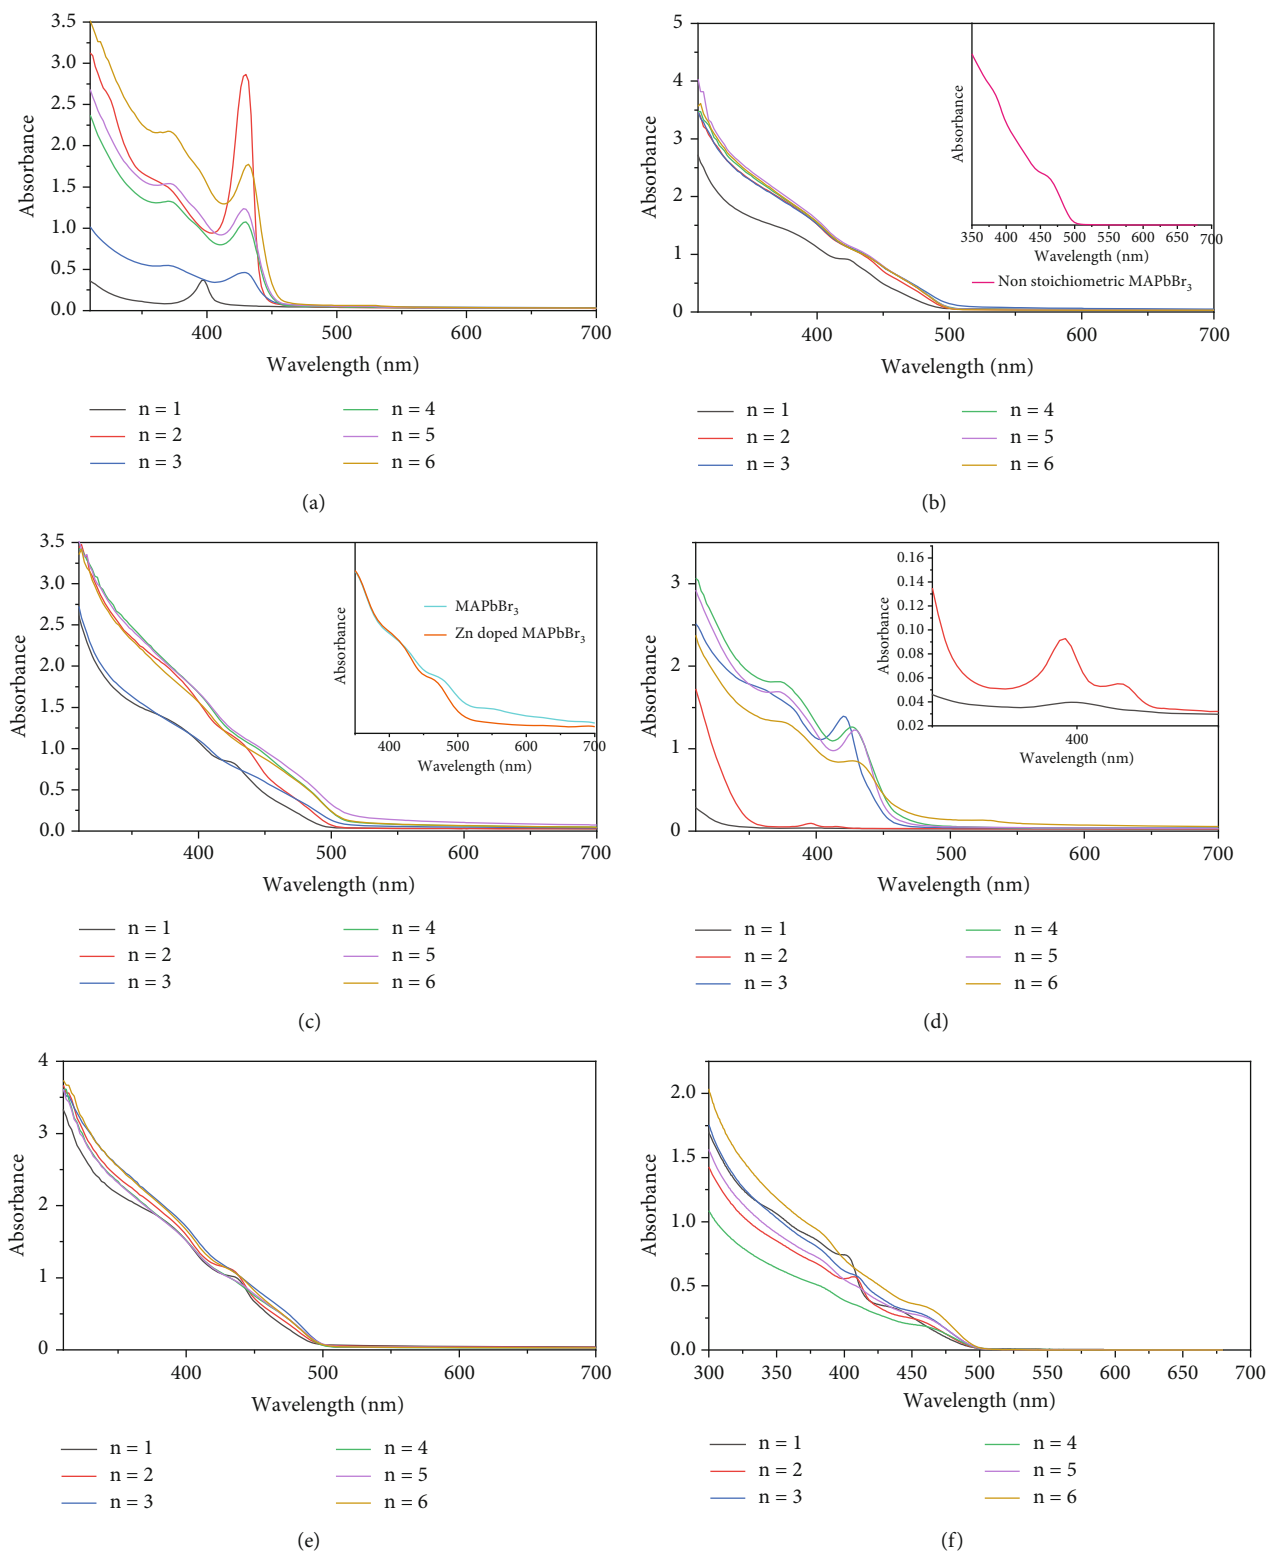 3.5
3.0
2.5
2.0
1.5
1.0
0.5
0.0
Absorbance
400
500
600
700
Wavelength (nm)
n = 1
n = 2
n = 3
n = 4
n = 5
n = 6
(a)
5
4
3
2
1
0
Absorbance
400
500
600
700
Wavelength (nm)
Absorbance
350 400 450 500 550 600 650 700
Wavelength (nm)
Non stoichiometric MAPbBr3
n = 1
n = 2
n = 3
n = 4
n = 5
n = 6
(b)
3.5
3.0
2.5
2.0
1.5
1.0
0.5
0.0
Absorbance
400
500
600
700
Wavelength (nm)
Absorbance
MAPbBr3
Zn doped MAPbBr3
400 500 600 700
Wavelength (nm)
n = 1
n = 2
n = 3
n = 4
n = 5
n = 6
(c)
3
2
1
0
Absorbance
400
500
600
700
Wavelength (nm)
0.16
0.14
0.12
0.10
0.08
0.06
0.04
0.02
Absorbance
400
Wavelength (nm)
n = 1
n = 2
n = 3
n = 4
n = 5
n = 6
(d)
4
3
2
1
0
Absorbance
400
500
600
700
Wavelength (nm)
n = 1
n = 2
n = 3
n = 4
n = 5
n = 6
(e)
2.0
1.5
1.0
0.5
0.0
Absorbance
300 350 400 450 500 550 600 650 700
Wavelength (nm)
n = 1
n = 2
n = 3
n = 4
n = 5
n = 6
(f)